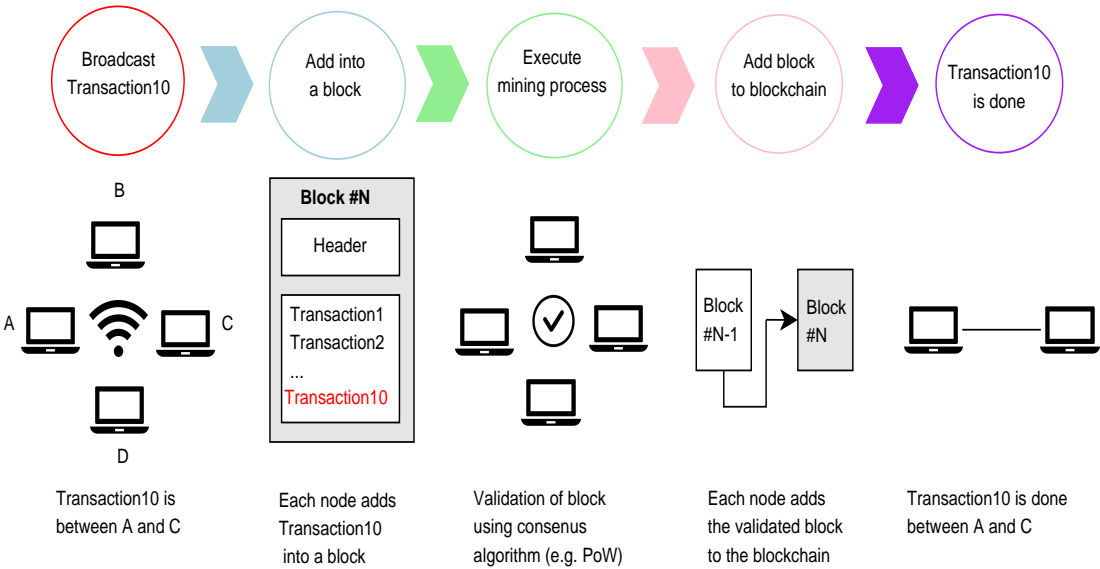 Broadcast
Transaction10
Add into
a block
Execute
mining process
Add block
to blockchain
Transaction10
is done
B
A
C
D
Block #N
Header
Transaction1
Transaction2
...
Transaction10
Block
#N-1
Block
#N
Transaction10 is
between A and C
Each node adds
Transaction10
into a block
Validation of block
using consenus
algorithm (e.g. PoW)
Each node adds
the validated block
to the blockchain
Transaction10 is done
between A and C